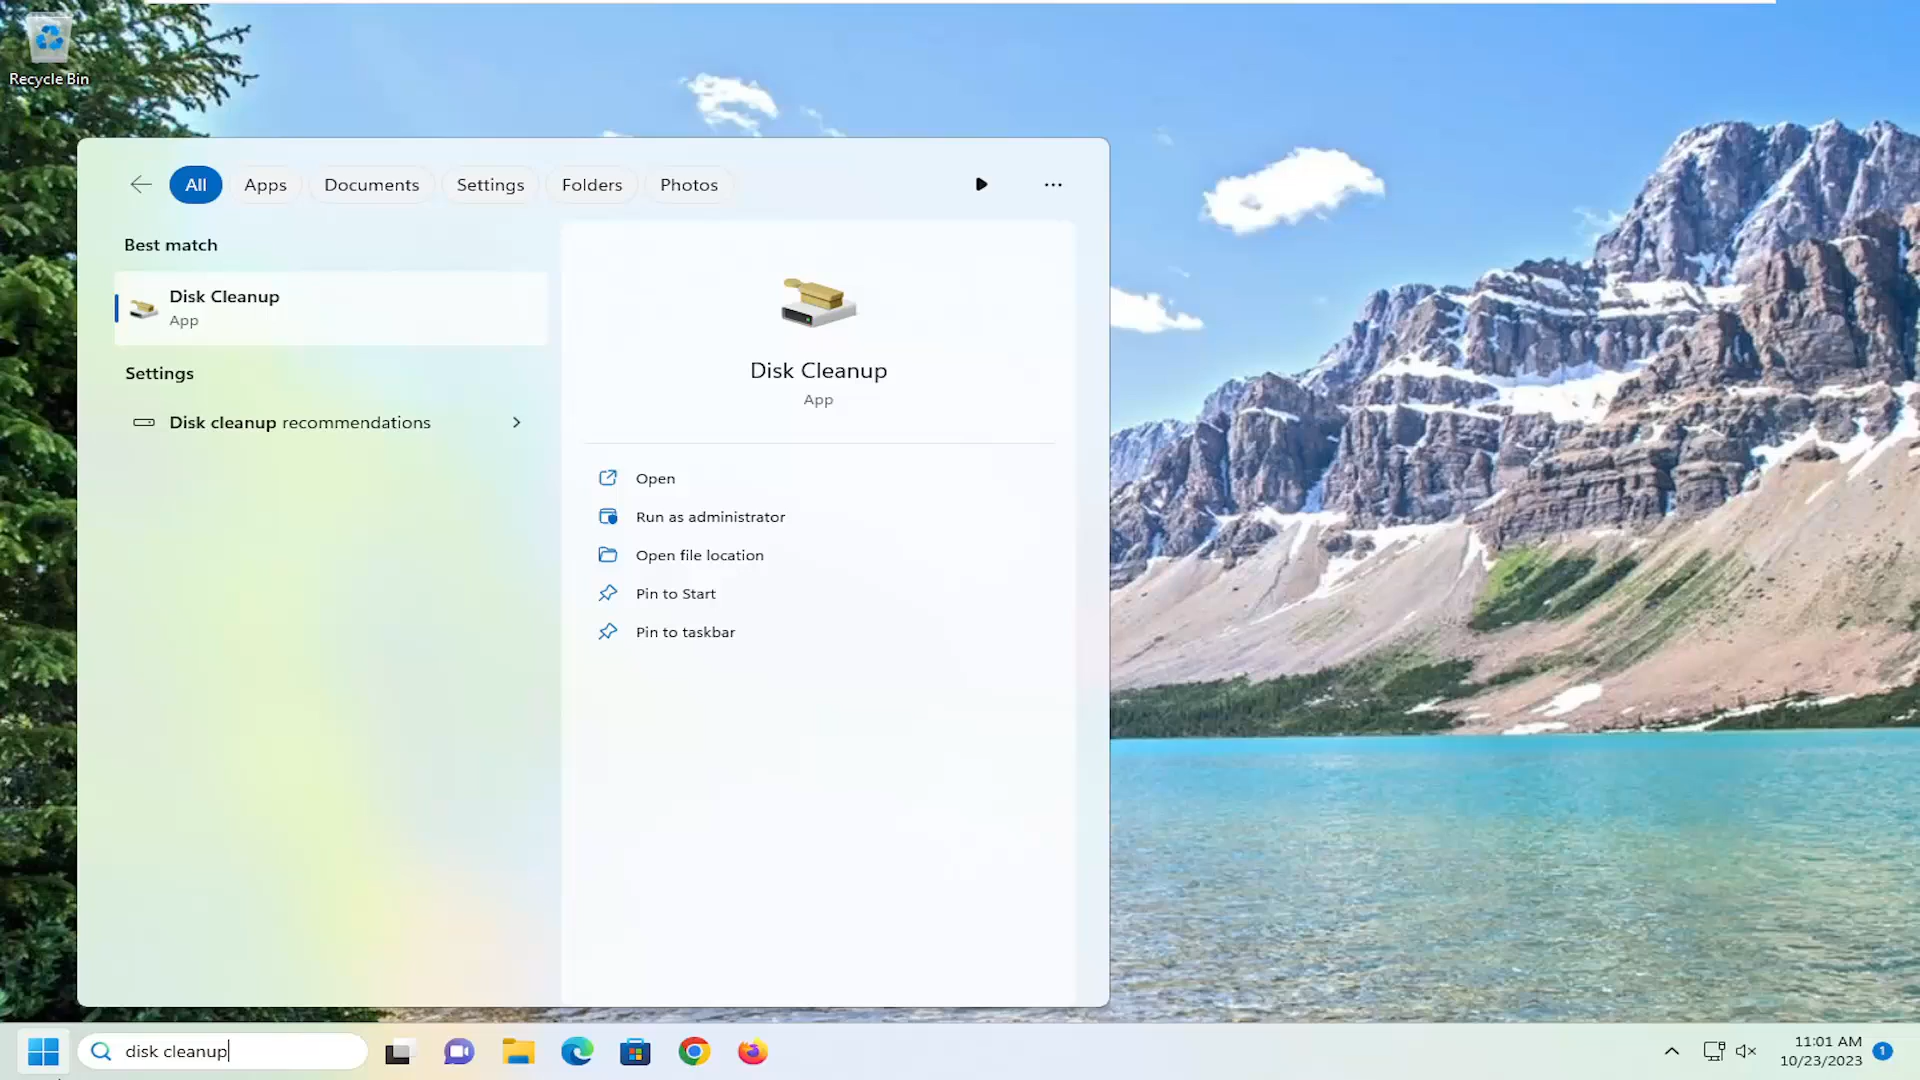 Recycle Bin
All
Apps
Documents
Settings
Folders
Photos
Best match
Disk Cleanup
App
Settings
Disk cleanup recommendations
Disk Cleanup
App
Open
Run as administrator
Open file location
Pin to Start
Pin to taskbar
disk cleanup
11:01 AM
10/23/2023
1